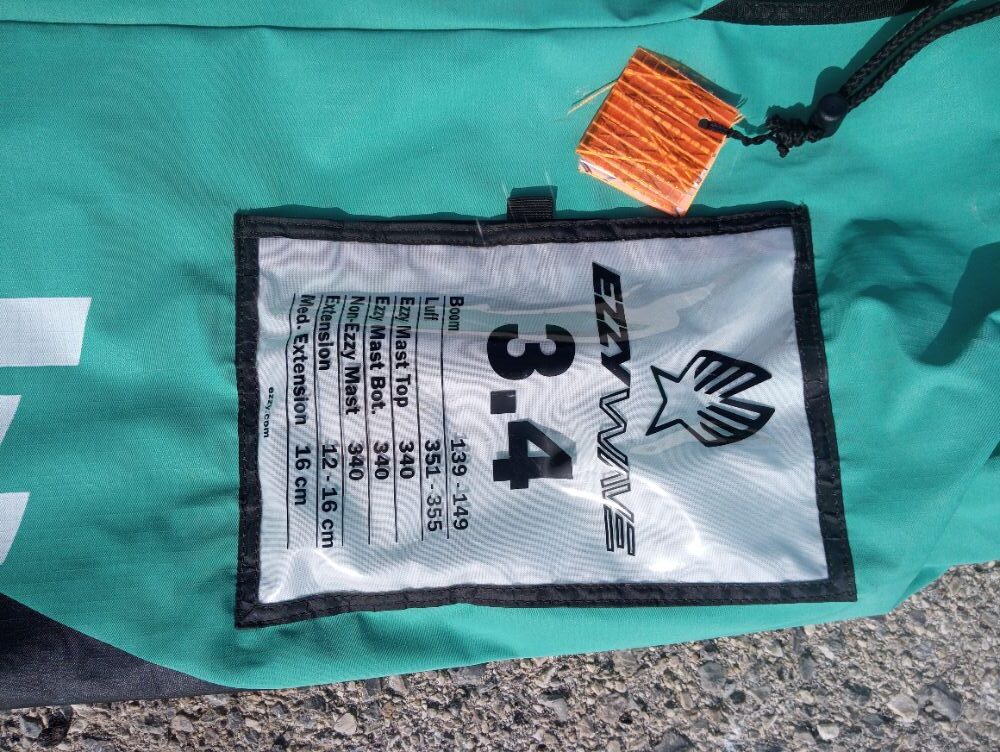 EZZY WAVE
3.4
Boom 139 - 149
Luff 351 - 355
Ezzy Mast Top 340
Ezzy Mast Bot. 340
Non-Ezzy Mast 340
Extension 12 - 16 cm
Med. Extension 16 cm
ezzy.com